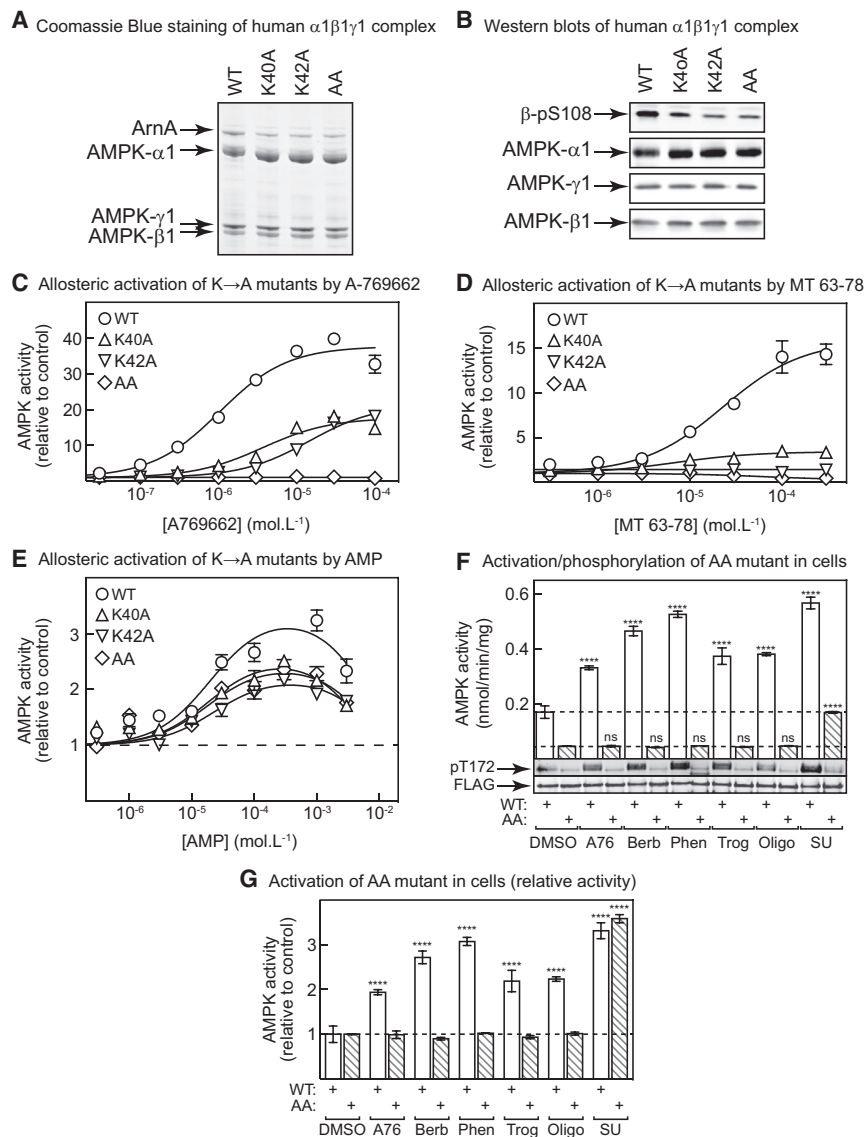 A Coomassie Blue staining of human α1β1γ1 complex
WT K40A K42A AA
ArnA
AMPK-α1
AMPK-γ1
AMPK-β1
B Western blots of human α1β1γ1 complex
WT K4oA K42A AA
β-pS108
AMPK-α1
AMPK-γ1
AMPK-β1
C Allosteric activation of K→A mutants by A-769662
WT
K40A
K42A
AA
AMPK activity
(relative to control)
40
30
20
10
10⁻⁷ 10⁻⁶ 10⁻⁵ 10⁻⁴
[A769662] (mol.L⁻¹)
D Allosteric activation of K→A mutants by MT 63-78
WT
K40A
K42A
AA
AMPK activity
(relative to control)
15
10
5
10⁻⁶ 10⁻⁵ 10⁻⁴
[MT 63-78] (mol.L⁻¹)
E Allosteric activation of K→A mutants by AMP
WT
K40A
K42A
AA
AMPK activity
(relative to control)
3
2
1
10⁻⁶ 10⁻⁵ 10⁻⁴ 10⁻³ 10⁻²
[AMP] (mol.L⁻¹)
F Activation/phosphorylation of AA mutant in cells
AMPK activity
(nmol/min/mg)
0.6
0.4
0.2
**** **** **** **** **** **** ****
ns ns ns ns ns
pT172
FLAG
WT: + + + + + + +
AA: + + + + + + +
DMSO A76 Berb Phen Trog Oligo SU
G Activation of AA mutant in cells (relative activity)
AMPK activity
(relative to control)
3
2
1
**** **** **** **** **** **** ****
WT: + + + + + + +
AA: + + + + + + +
DMSO A76 Berb Phen Trog Oligo SU